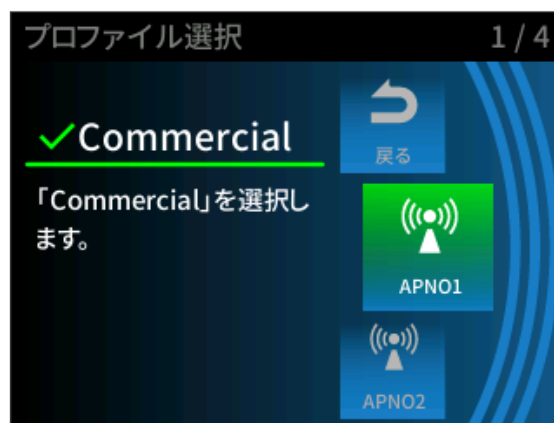 プロファイル選択
1 / 4
✓Commercial
戻る
「Commercial」を選択し
ます。
APNO1
APNO2